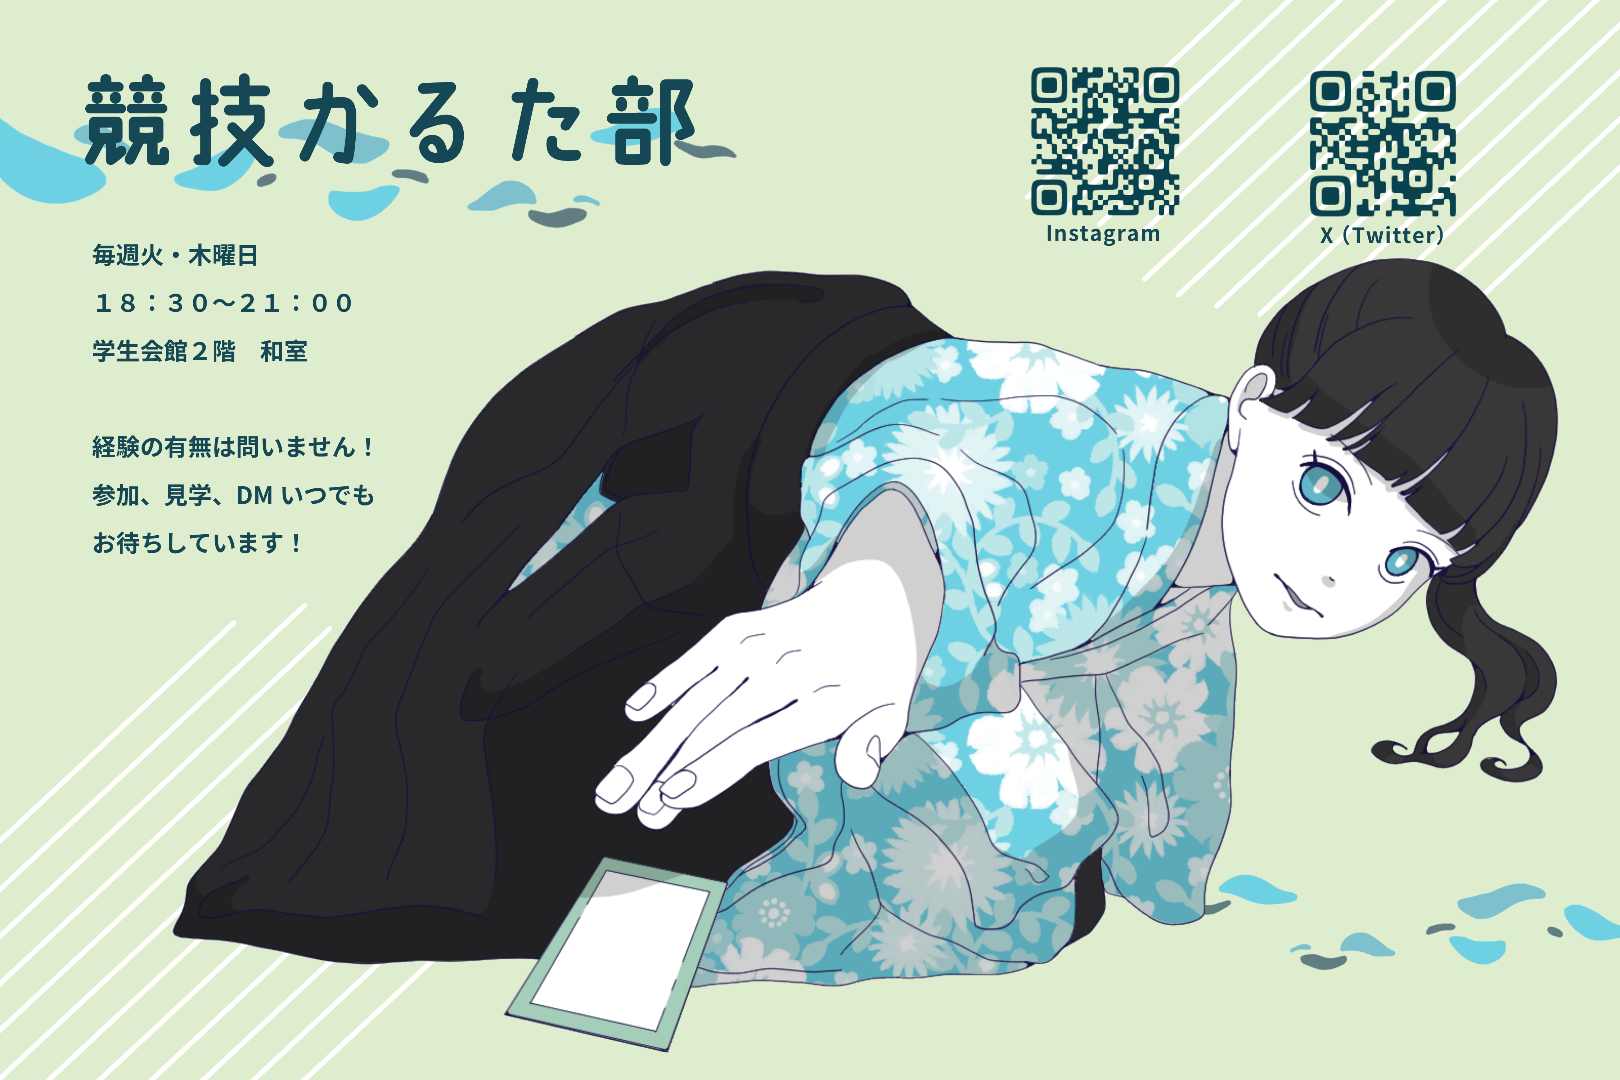 競技かるた部
毎週火・木曜日
１８：３０～２１：００
学生会館２階　和室
経験の有無は問いません！
参加、見学、DM いつでも
お待ちしています！
Instagram
X（Twitter）